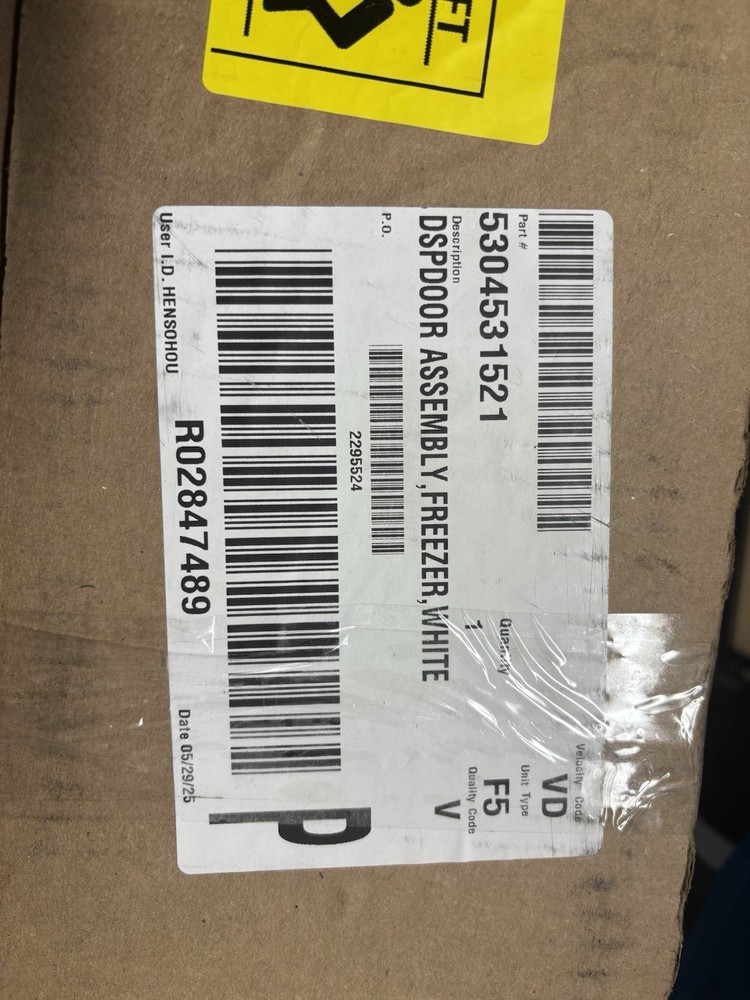 FT
Part #
5304531521
Velocity Code
VD
Quantity
1
Unit Type
F5
Description
DSPDOOR ASSEMBLY,FREEZER,WHITE
Quality Code
V
P.O.
2295524
P
R02847489
User I.D. HENSOHOU
Date 05/29/25